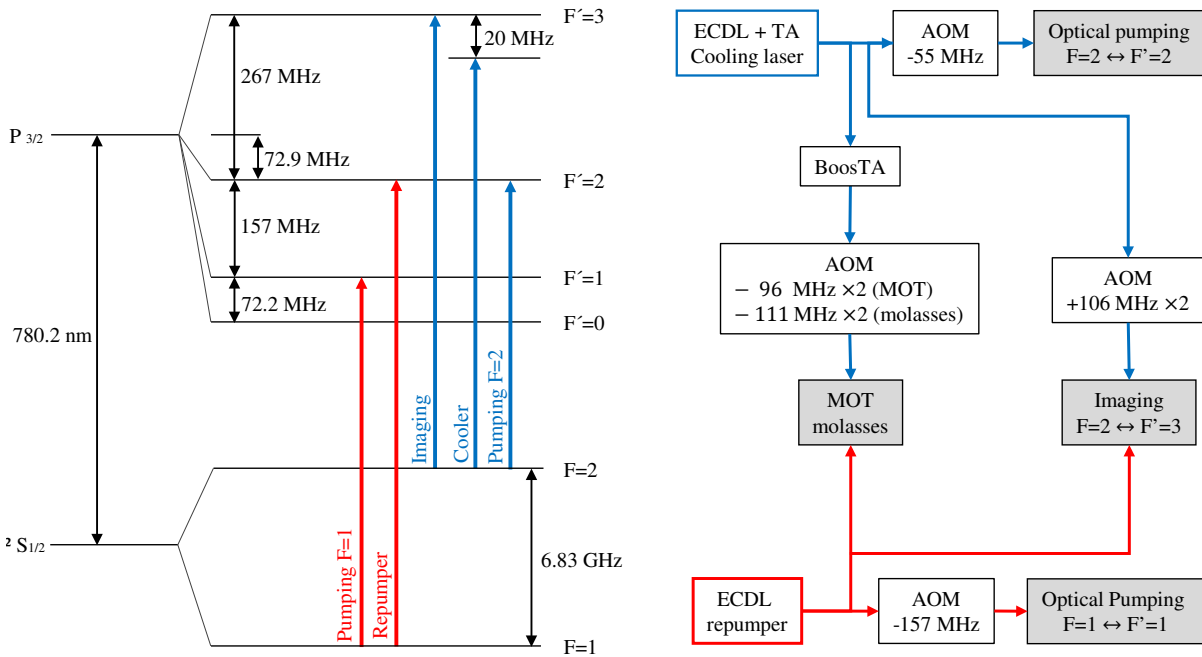 F´=3
20 MHz
267 MHz
P 3/2
72.9 MHz
F´=2
157 MHz
F´=1
72.2 MHz
F´=0
780.2 nm
Imaging
Cooler
Pumping F=2
F=2
² S1/2
6.83 GHz
Pumping F=1
Repumper
F=1
ECDL + TA
Cooling laser
AOM
-55 MHz
Optical pumping
F=2 ↔ F’=2
BoosTA
AOM
− 96 MHz ×2 (MOT)
− 111 MHz ×2 (molasses)
AOM
+106 MHz ×2
MOT
molasses
Imaging
F=2 ↔ F’=3
ECDL
repumper
AOM
-157 MHz
Optical Pumping
F=1 ↔ F’=1